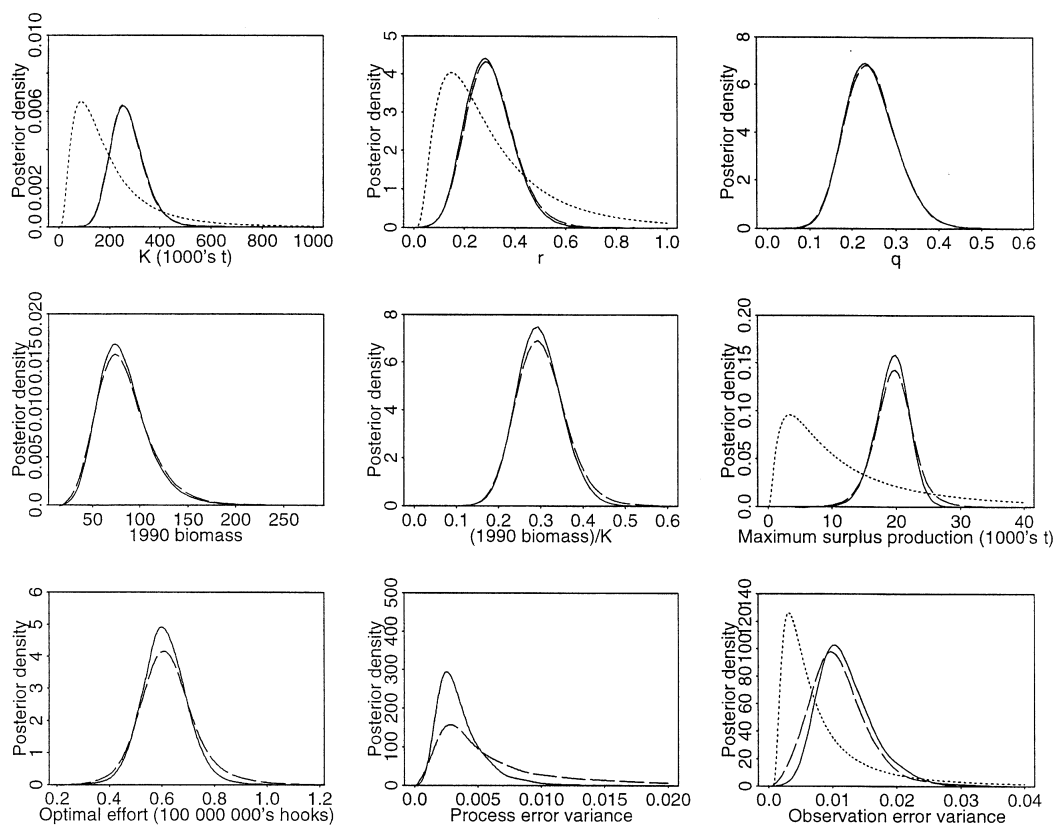 Posterior density
0.0 0.002 0.006 0.010
0 200 400 600 800 1000
K (1000's t)
Posterior density
0 1 2 3 4 5
0.0 0.2 0.4 0.6 0.8 1.0
r
Posterior density
0 2 4 6 8
0.0 0.1 0.2 0.3 0.4 0.5 0.6
q
Posterior density
0.0 0.005 0.010 0.015 0.020
50 100 150 200 250
1990 biomass
Posterior density
0 2 4 6 8
0.0 0.1 0.2 0.3 0.4 0.5 0.6
(1990 biomass)/K
Posterior density
0.0 0.05 0.10 0.15 0.20
0 10 20 30 40
Maximum surplus production (1000's t)
Posterior density
0 1 2 3 4 5 6
0.2 0.4 0.6 0.8 1.0 1.2
Optimal effort (100 000 000's hooks)
Posterior density
0 100 200 300 400 500
0.0 0.005 0.010 0.015 0.020
Process error variance
Posterior density
0 20 40 60 80 100 120 140
0.0 0.01 0.02 0.03 0.04
Observation error variance